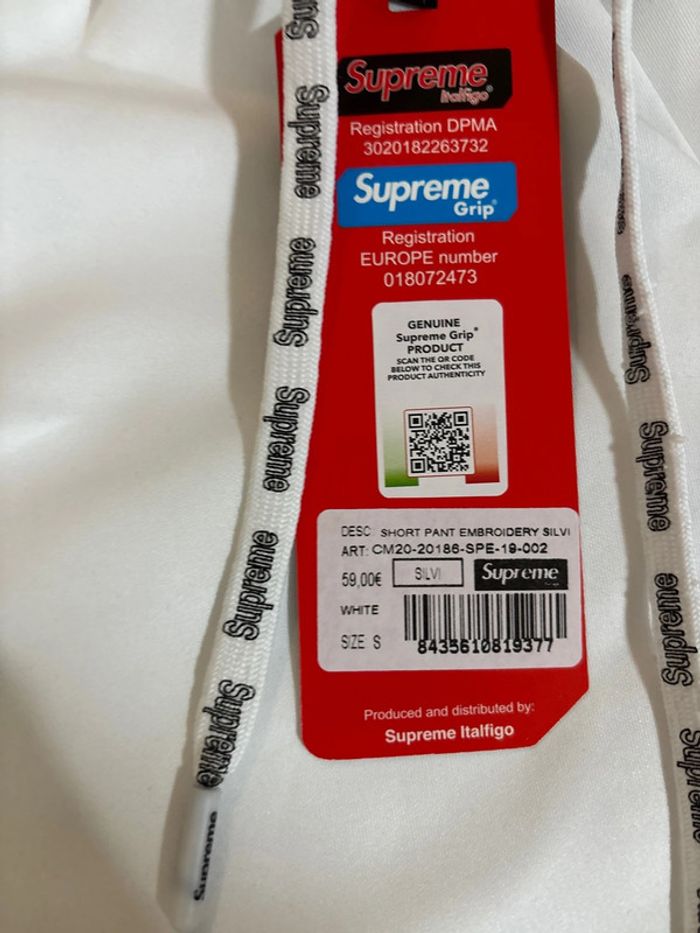 Supreme
Italfigo®
Registration DPMA
3020182263732
Supreme
Grip®
Registration
EUROPE number
018072473
GENUINE
Supreme Grip®
PRODUCT
SCAN THE QR CODE
BELOW TO CHECK THIS
PRODUCT AUTHENTICITY
DESC SHORT PANT EMBROIDERY SILVI
ART: CM20-20186-SPE-19-002
59,00€ SILVI Supreme
WHITE
SIZE S 8435610819377
Produced and distributed by:
Supreme Italfigo
Supreme
Supreme
Supreme
Supreme
Supreme
Supreme
Supreme
Supreme
Supreme
Supreme